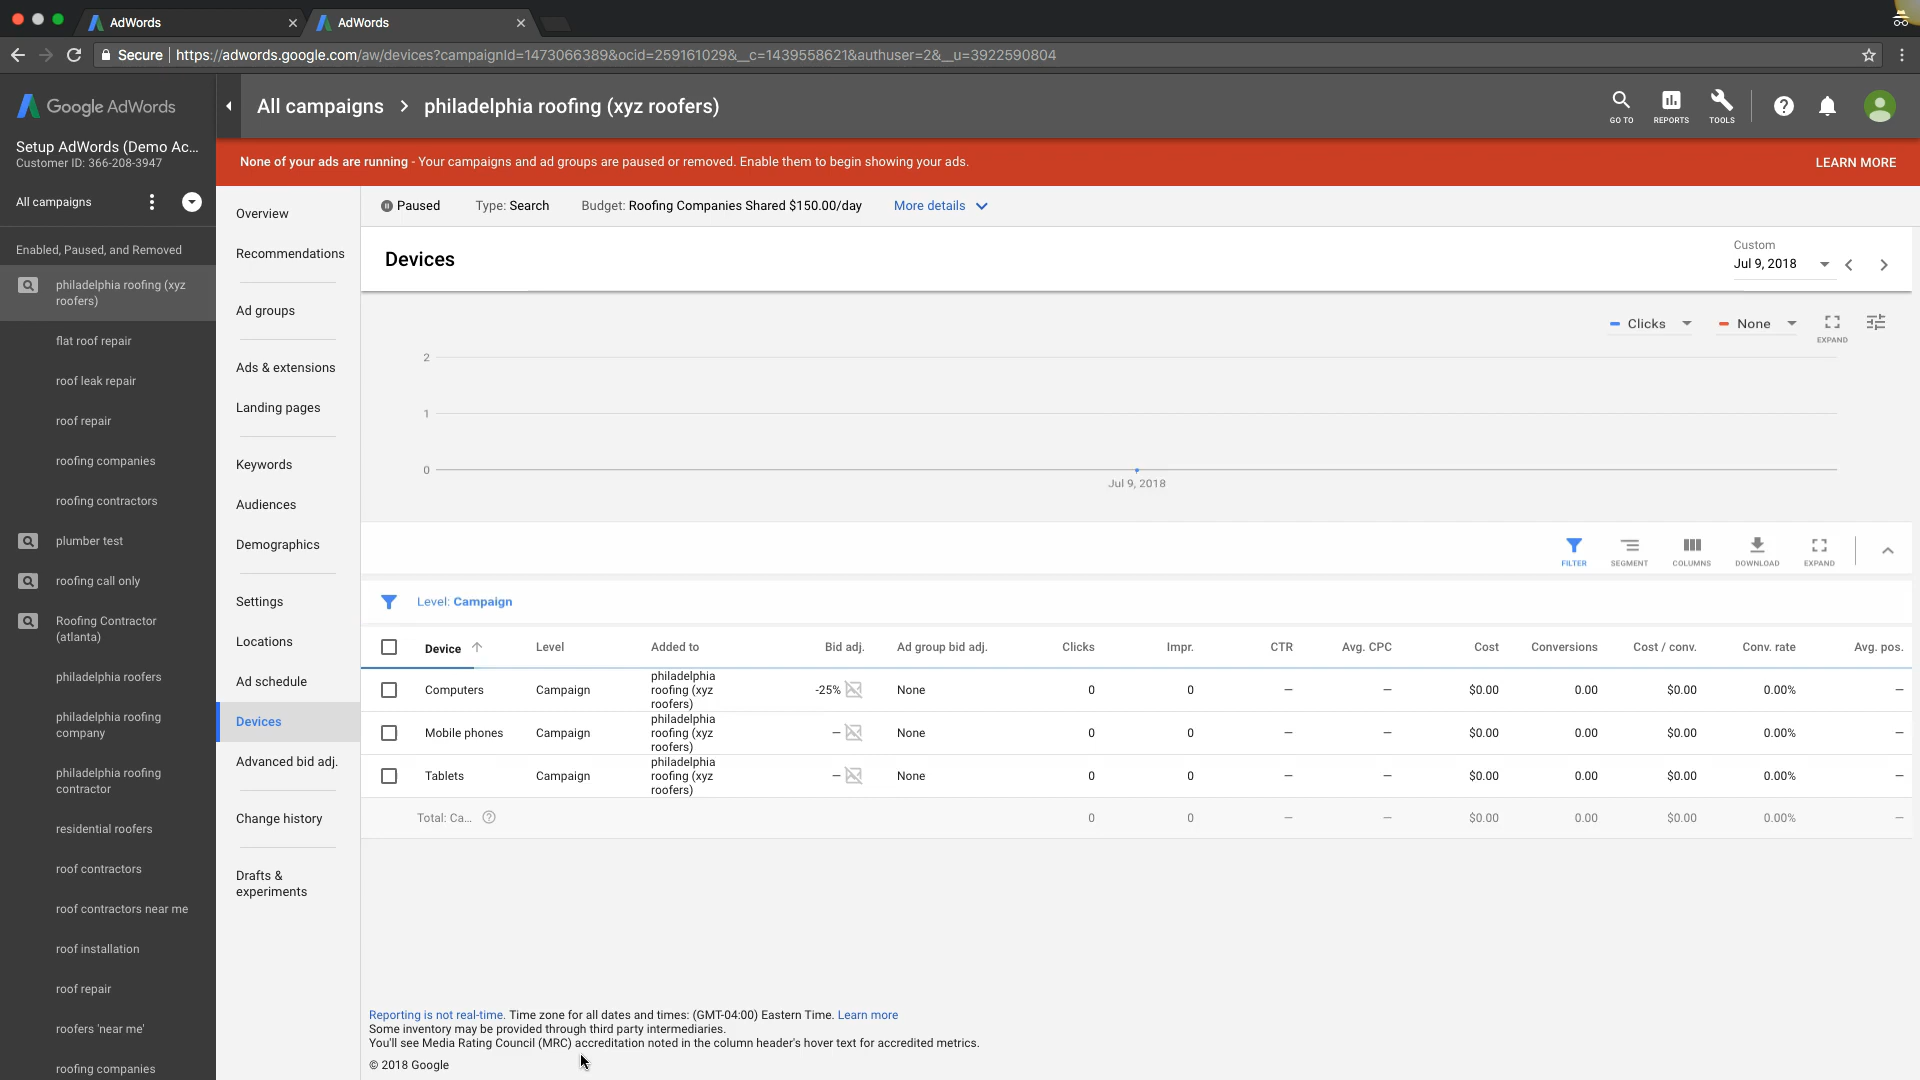 AdWords
AdWords
Secure
https://adwords.google.com/aw/devices?campaignId=1473066389&ocid=259161029&__c=1439558621&authuser=2&__u=3922590804
Google AdWords
All campaigns > philadelphia roofing (xyz roofers)
GO TO
REPORTS
TOOLS
Setup AdWords (Demo Ac...
Customer ID: 366-208-3947
None of your ads are running - Your campaigns and ad groups are paused or removed. Enable them to begin showing your ads.
LEARN MORE
All campaigns
Enabled, Paused, and Removed
philadelphia roofing (xyz
roofers)
flat roof repair
roof leak repair
roof repair
roofing companies
roofing contractors
plumber test
roofing call only
Roofing Contractor
(atlanta)
philadelphia roofers
philadelphia roofing
company
philadelphia roofing
contractor
residential roofers
roof contractors
roof contractors near me
roof installation
roof repair
roofers 'near me'
roofing companies
Overview
Recommendations
Ad groups
Ads & extensions
Landing pages
Keywords
Audiences
Demographics
Settings
Locations
Ad schedule
Devices
Advanced bid adj.
Change history
Drafts &
experiments
Paused
Type: Search
Budget: Roofing Companies Shared $150.00/day
More details
Devices
Custom
Jul 9, 2018
Clicks
None
EXPAND
2
1
0
Jul 9, 2018
FILTER
SEGMENT
COLUMNS
DOWNLOAD
EXPAND
Level: Campaign
Device Level Added to Bid adj. Ad group bid adj. Clicks Impr. CTR Avg. CPC Cost Conversions Cost / conv. Conv. rate Avg. pos.
Computers Campaign philadelphia
roofing (xyz
roofers) -25% None 0 0 — — $0.00 0.00 $0.00 0.00% —
Mobile phones Campaign philadelphia
roofing (xyz
roofers) — None 0 0 — — $0.00 0.00 $0.00 0.00% —
Tablets Campaign philadelphia
roofing (xyz
roofers) — None 0 0 — — $0.00 0.00 $0.00 0.00% —
Total: Ca... 0 0 — — $0.00 0.00 $0.00 0.00% —
Reporting is not real-time. Time zone for all dates and times: (GMT-04:00) Eastern Time. Learn more
Some inventory may be provided through third party intermediaries.
You'll see Media Rating Council (MRC) accreditation noted in the column header's hover text for accredited metrics.
© 2018 Google